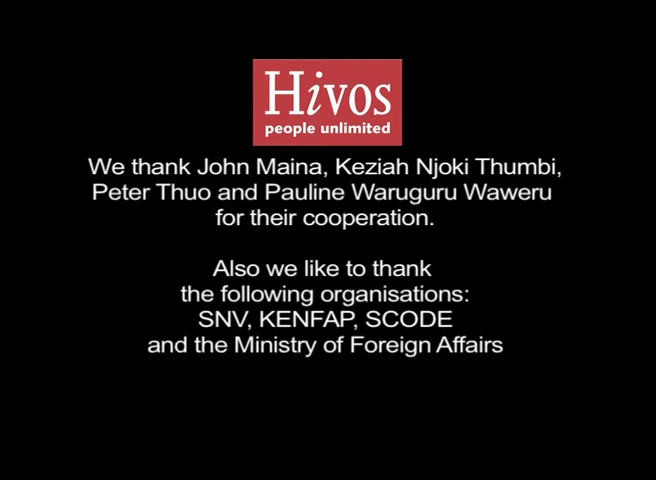 Hivos
people unlimited
We thank John Maina, Keziah Njoki Thumbi,
Peter Thuo and Pauline Waruguru Waweru
for their cooperation.
Also we like to thank
the following organisations:
SNV, KENFAP, SCODE
and the Ministry of Foreign Affairs